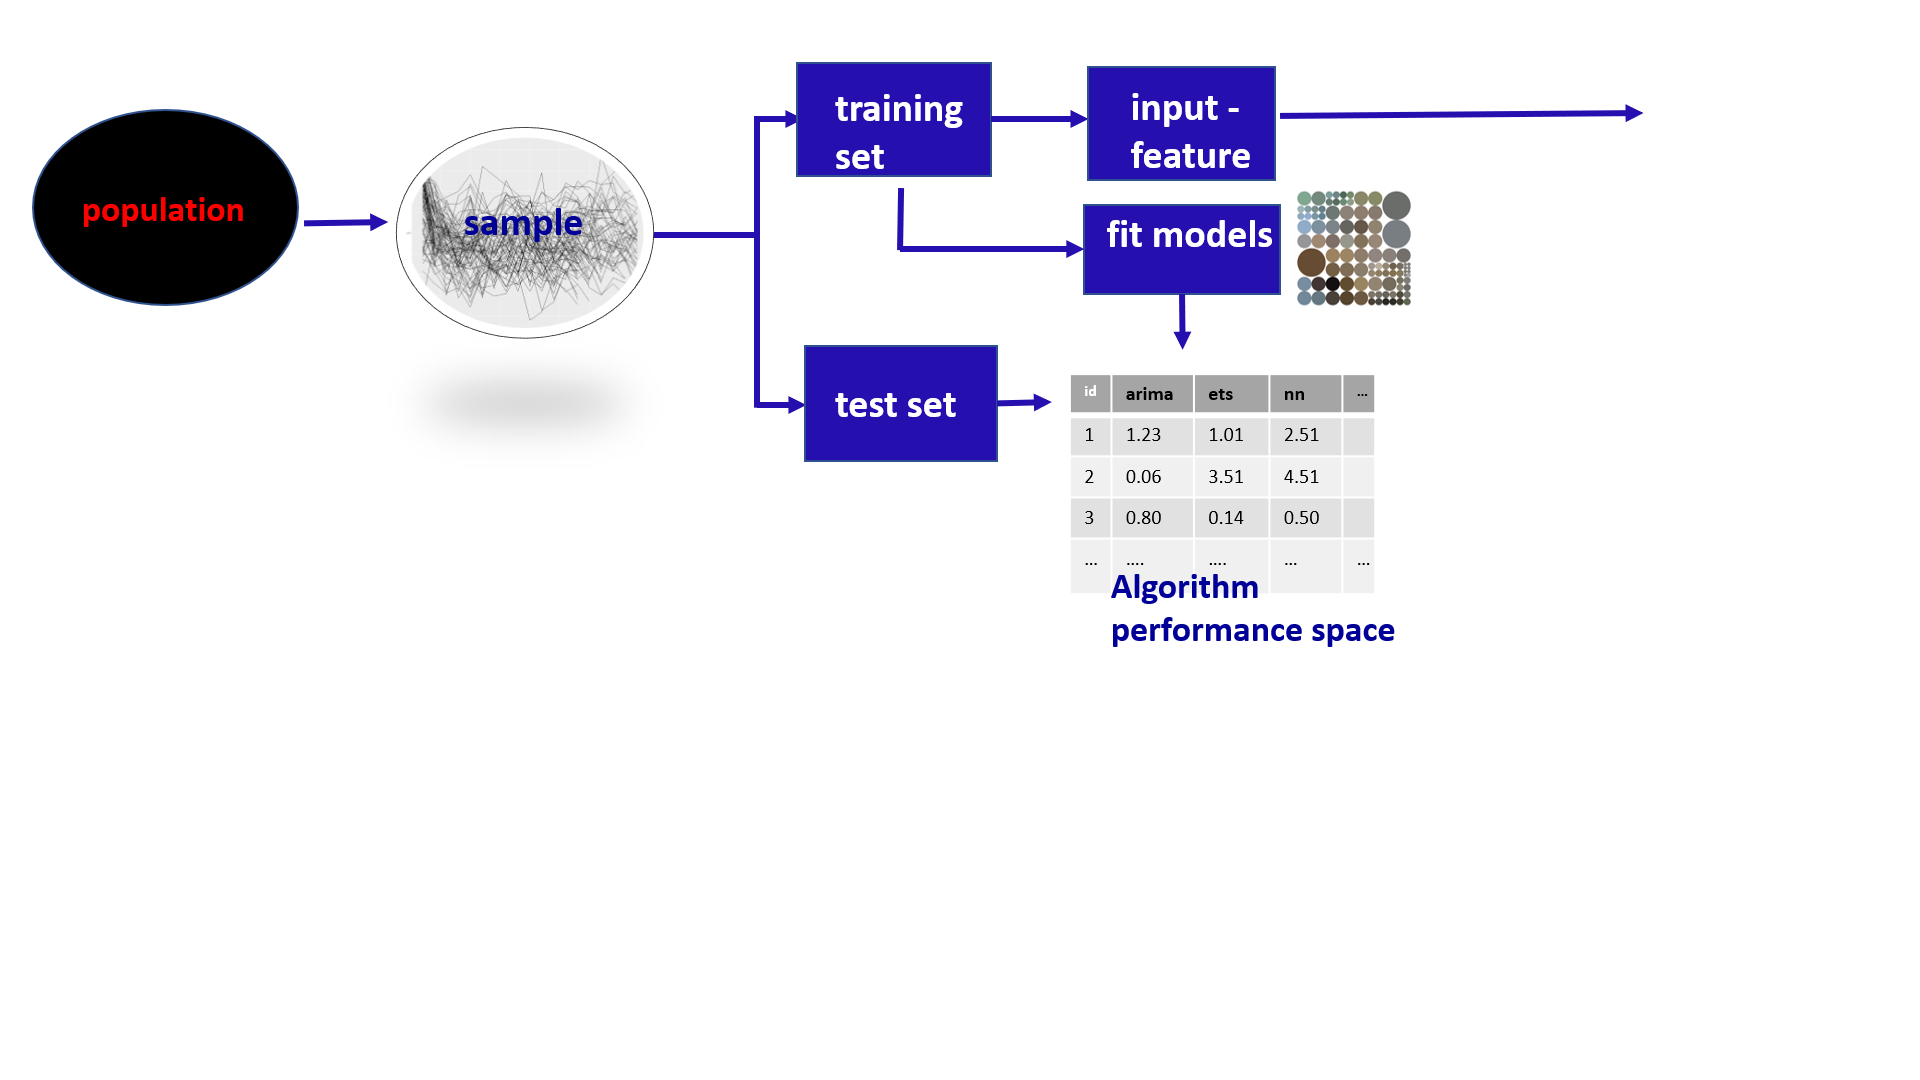 population
sample
training
set
input -
feature
fit models
test set
id arima ets nn ...
1 1.23 1.01 2.51
2 0.06 3.51 4.51
3 0.80 0.14 0.50
... .... .... ... ...
Algorithm
performance space